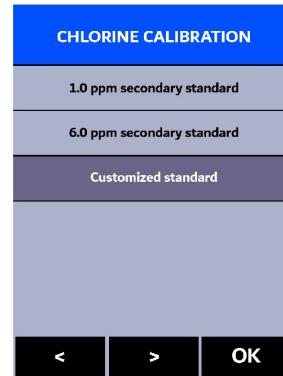 CHLORINE CALIBRATION
1.0 ppm secondary standard
6.0 ppm secondary standard
Customized standard
< > OK